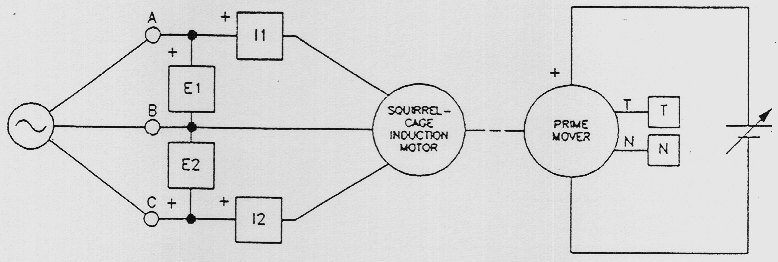 A
+
I1
+
E1
B
E2
C
+
+
I2
SQUIRREL-
CAGE
INDUCTION
MOTOR
+
PRIME
MOVER
T
T
N
N